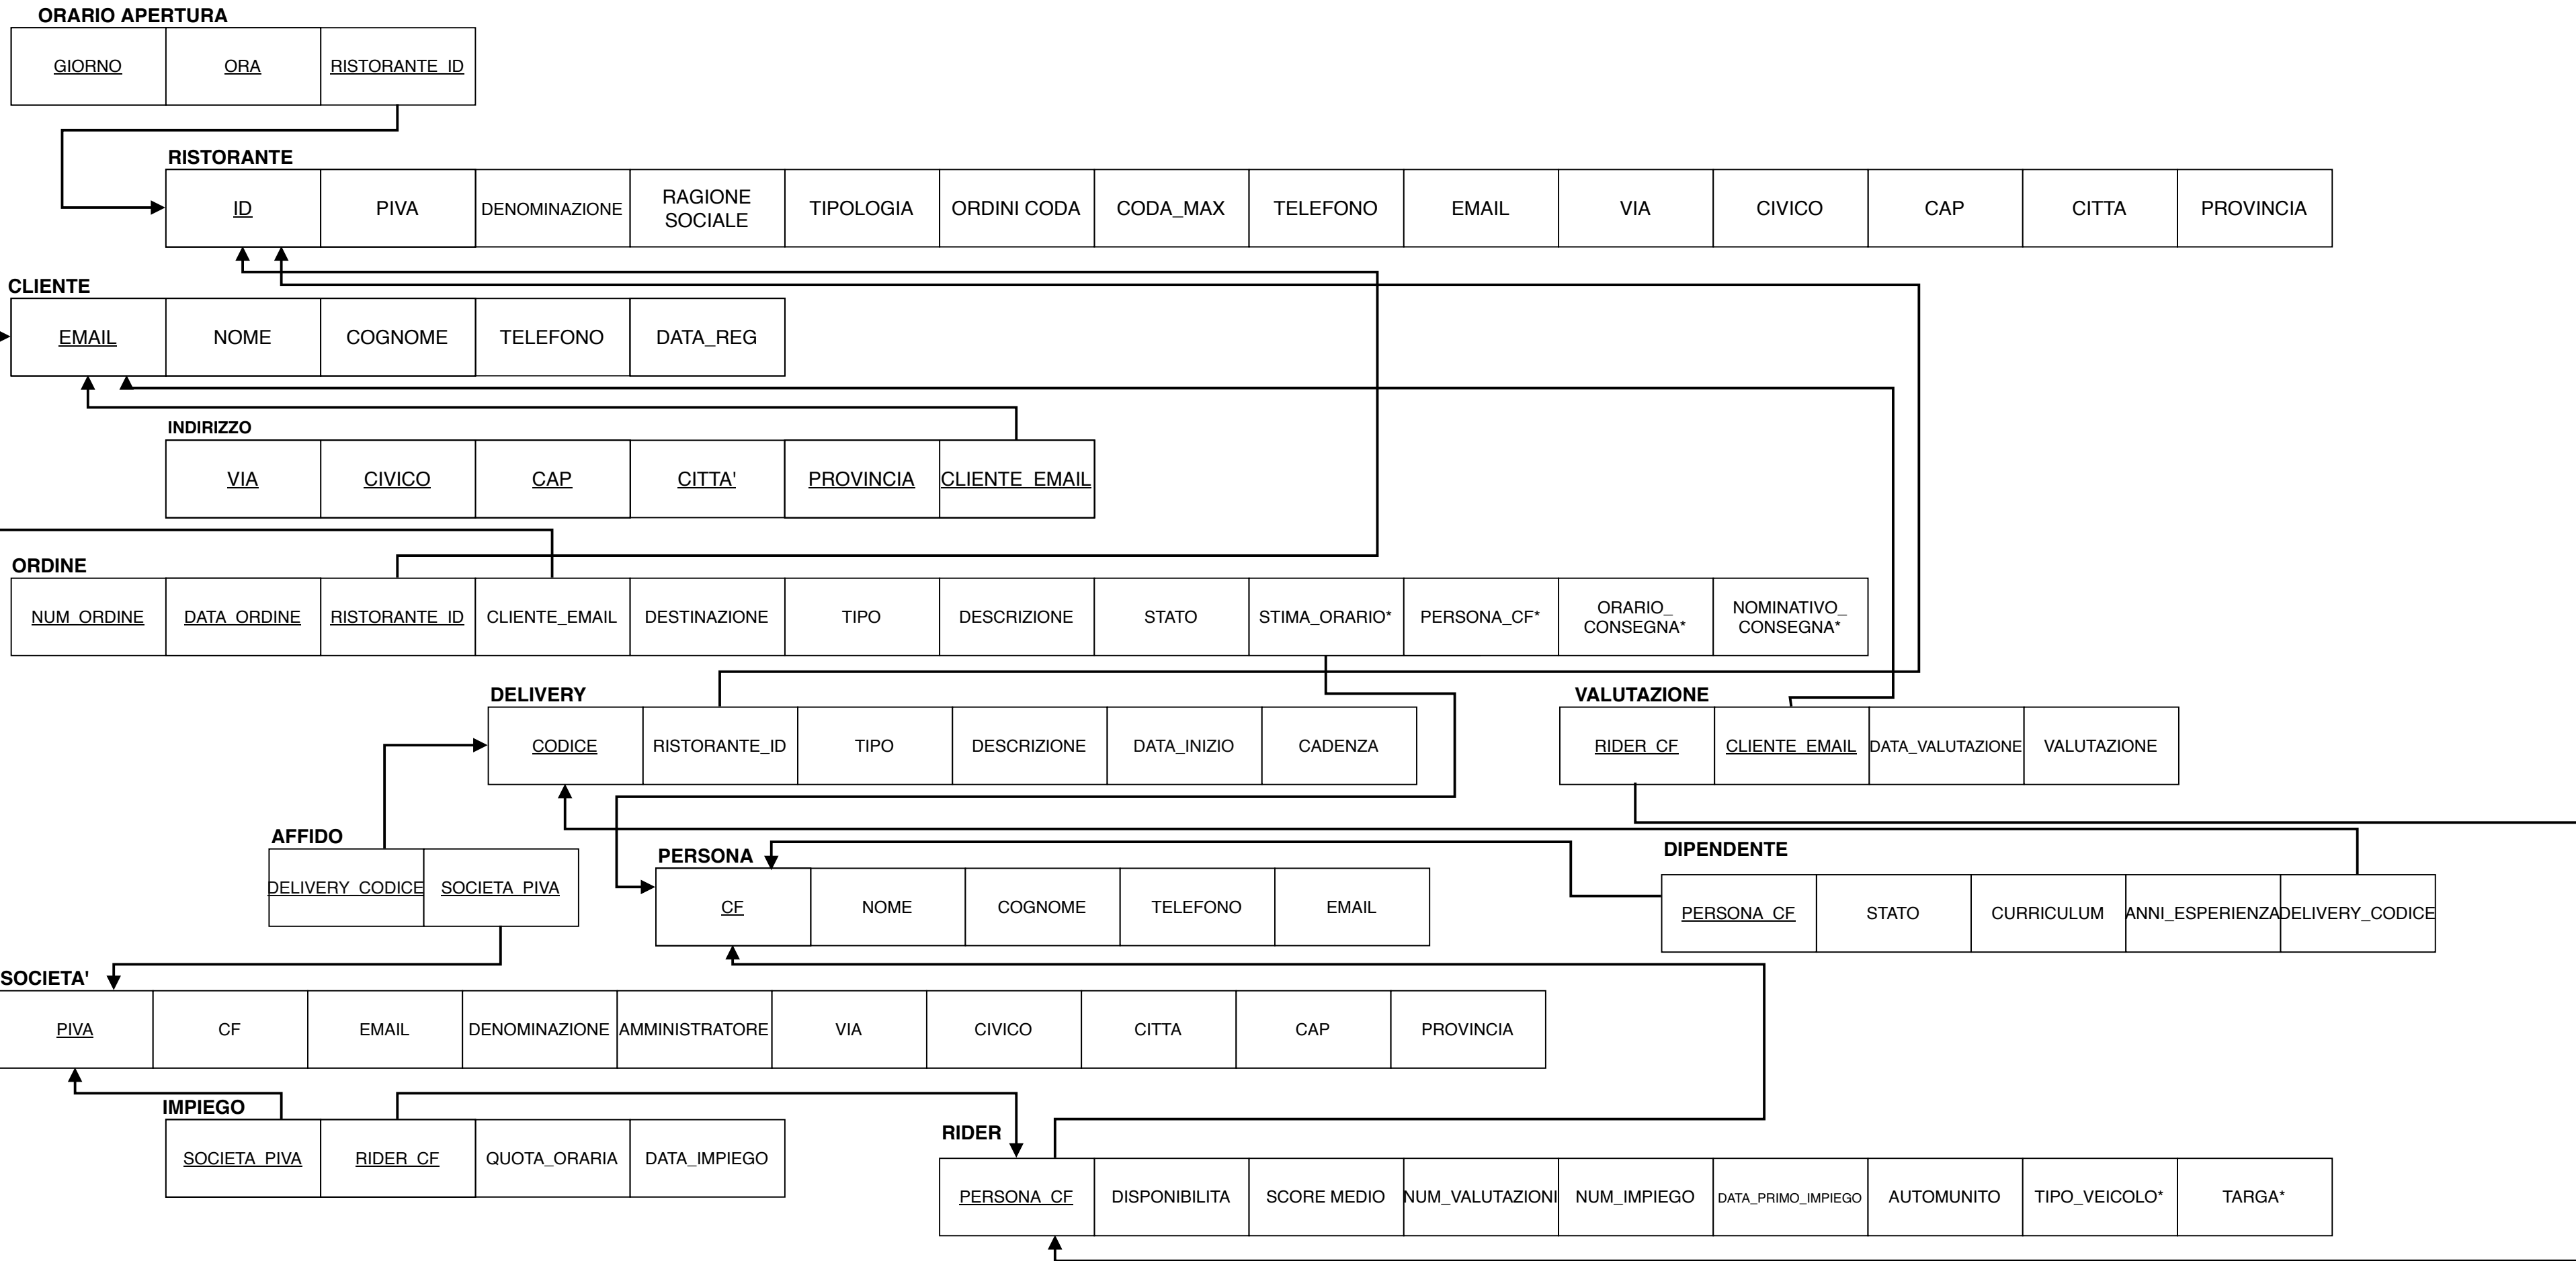 ORARIO APERTURA
GIORNO ORA RISTORANTE_ID
RISTORANTE
ID PIVA DENOMINAZIONE RAGIONE SOCIALE TIPOLOGIA ORDINI CODA CODA_MAX TELEFONO EMAIL VIA CIVICO CAP CITTA PROVINCIA
CLIENTE
EMAIL NOME COGNOME TELEFONO DATA_REG
INDIRIZZO
VIA CIVICO CAP CITTA' PROVINCIA CLIENTE_EMAIL
ORDINE
NUM_ORDINE DATA_ORDINE RISTORANTE_ID CLIENTE_EMAIL DESTINAZIONE TIPO DESCRIZIONE STATO STIMA_ORARIO* PERSONA_CF* ORARIO_CONSEGNA* NOMINATIVO_CONSEGNA*
DELIVERY
CODICE RISTORANTE_ID TIPO DESCRIZIONE DATA_INIZIO CADENZA
VALUTAZIONE
RIDER_CF CLIENTE_EMAIL DATA_VALUTAZIONE VALUTAZIONE
AFFIDO
DELIVERY_CODICE SOCIETA_PIVA
PERSONA
CF NOME COGNOME TELEFONO EMAIL
DIPENDENTE
PERSONA_CF STATO CURRICULUM ANNI_ESPERIENZA DELIVERY_CODICE
SOCIETA'
PIVA CF EMAIL DENOMINAZIONE AMMINISTRATORE VIA CIVICO CITTA CAP PROVINCIA
IMPIEGO
SOCIETA_PIVA RIDER_CF QUOTA_ORARIA DATA_IMPIEGO
RIDER
PERSONA_CF DISPONIBILITA SCORE MEDIO NUM_VALUTAZIONI NUM_IMPIEGO DATA_PRIMO_IMPIEGO AUTOMUNITO TIPO_VEICOLO* TARGA*